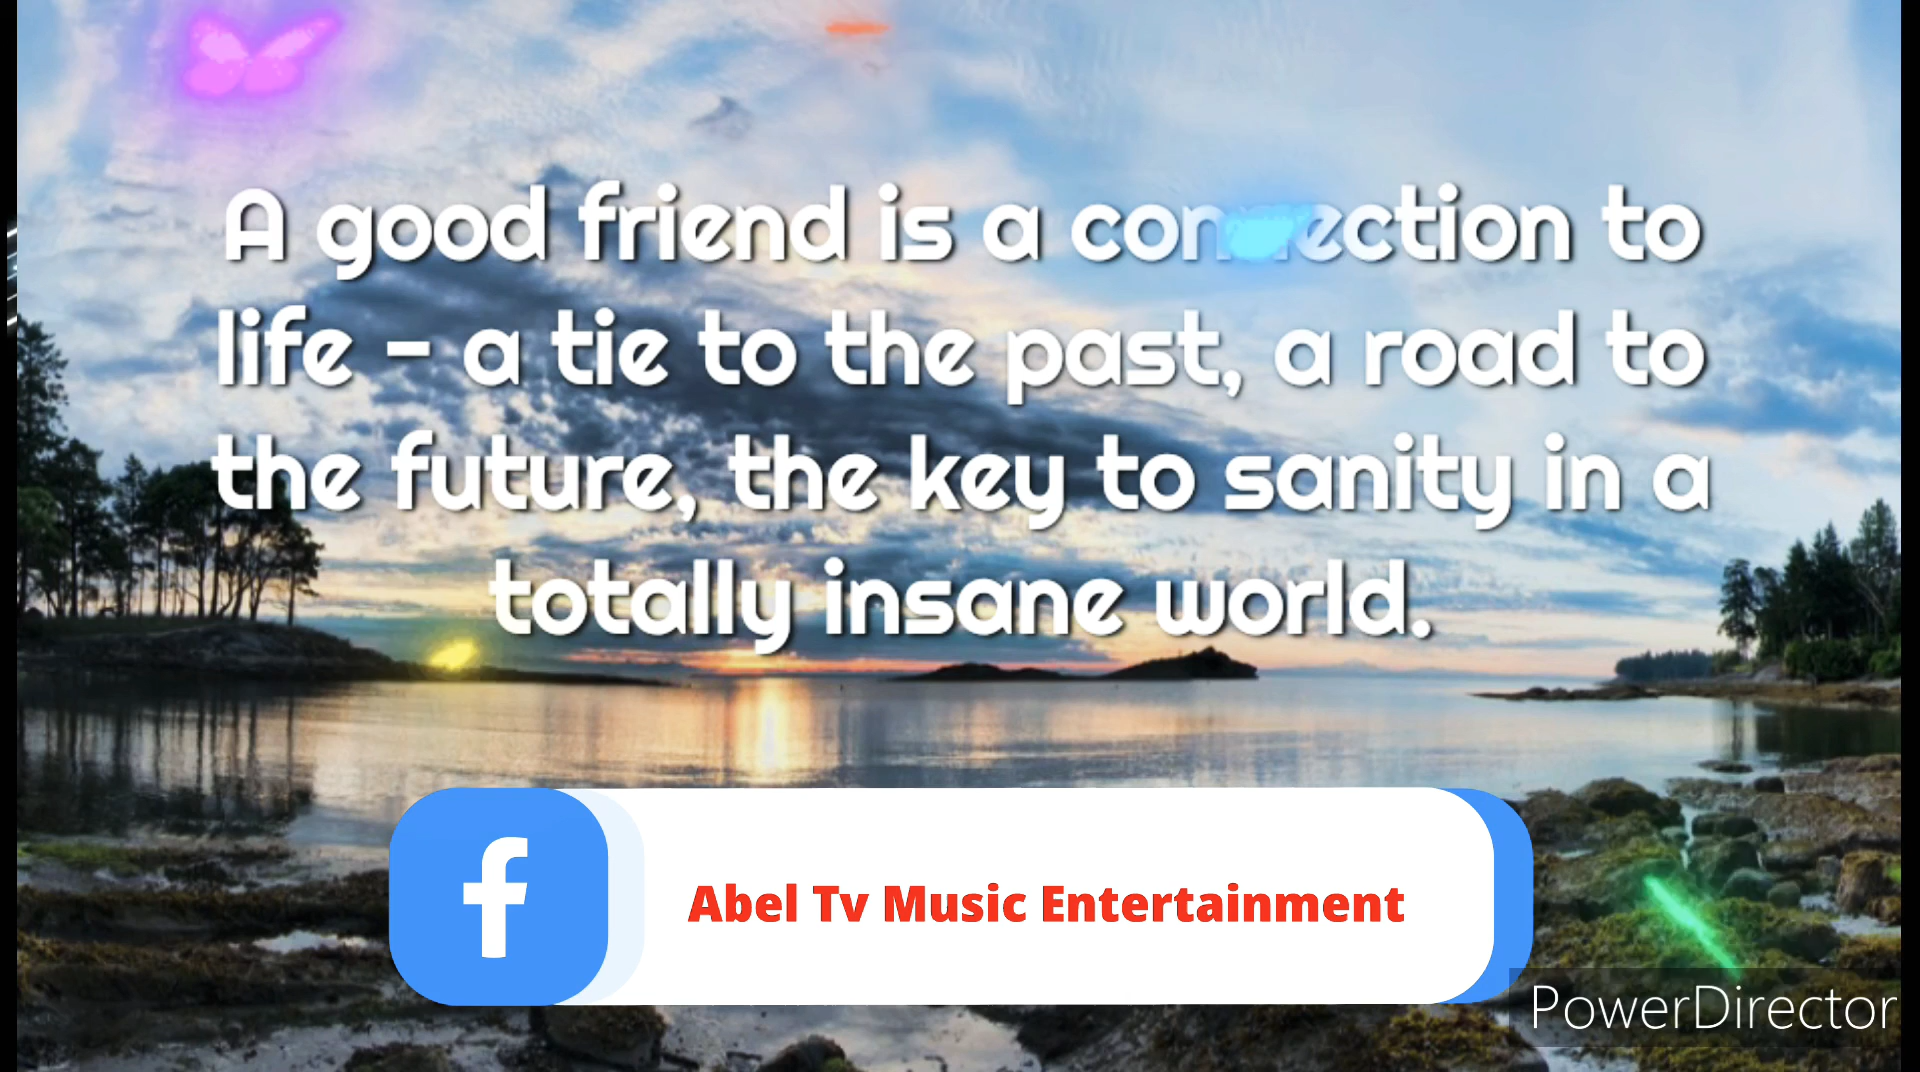 A good friend is a connection to
life - a tie to the past, a road to
the future, the key to sanity in a
totally insane world.
Abel Tv Music Entertainment
PowerDirector